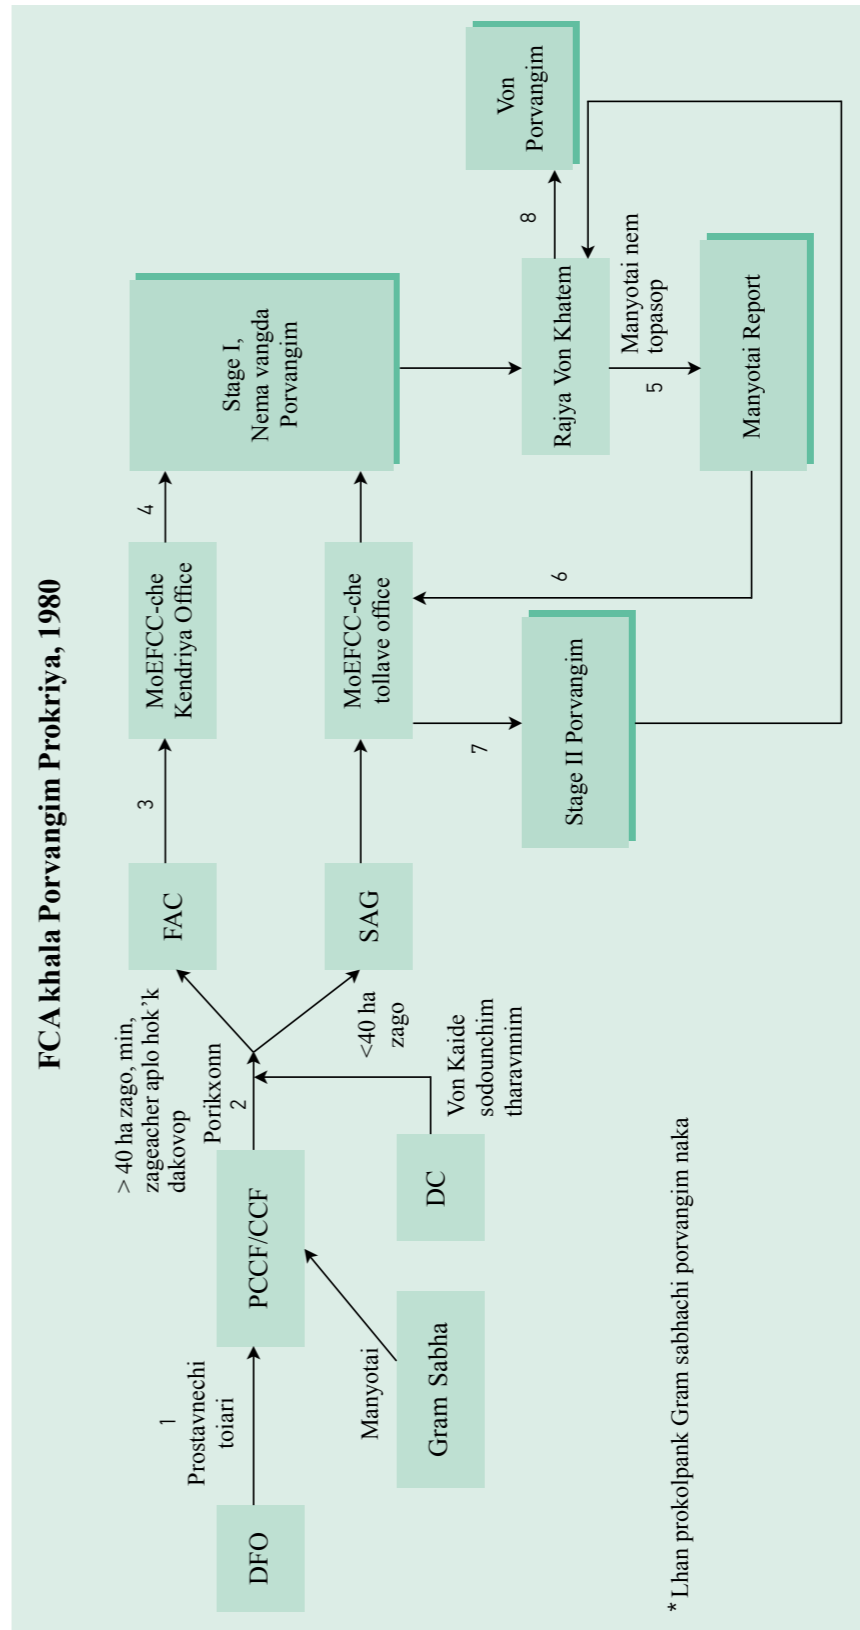 FCA khala Porvangim Prokriya, 1980
DFO
1
Prostavnechi
toiari
PCCF/CCF
Gram Sabha
Manyotai
Porikxonn
2
DC
Von Kaide
sodounchim
tharavnnim
> 40 ha zago, min,
zageacher aplo hok’k
dakovop
<40 ha
zago
FAC
SAG
3
MoEFCC-che
Kendriya Office
MoEFCC-che
tollave office
4
Stage I,
Nema vangda
Porvangim
Rajya Von Khatem
Manyotai nem
topasop
5
Manyotai Report
6
7
Stage II Porvangim
8
Von
Porvangim
* Lhan prokolpank Gram sabhachi porvangim naka